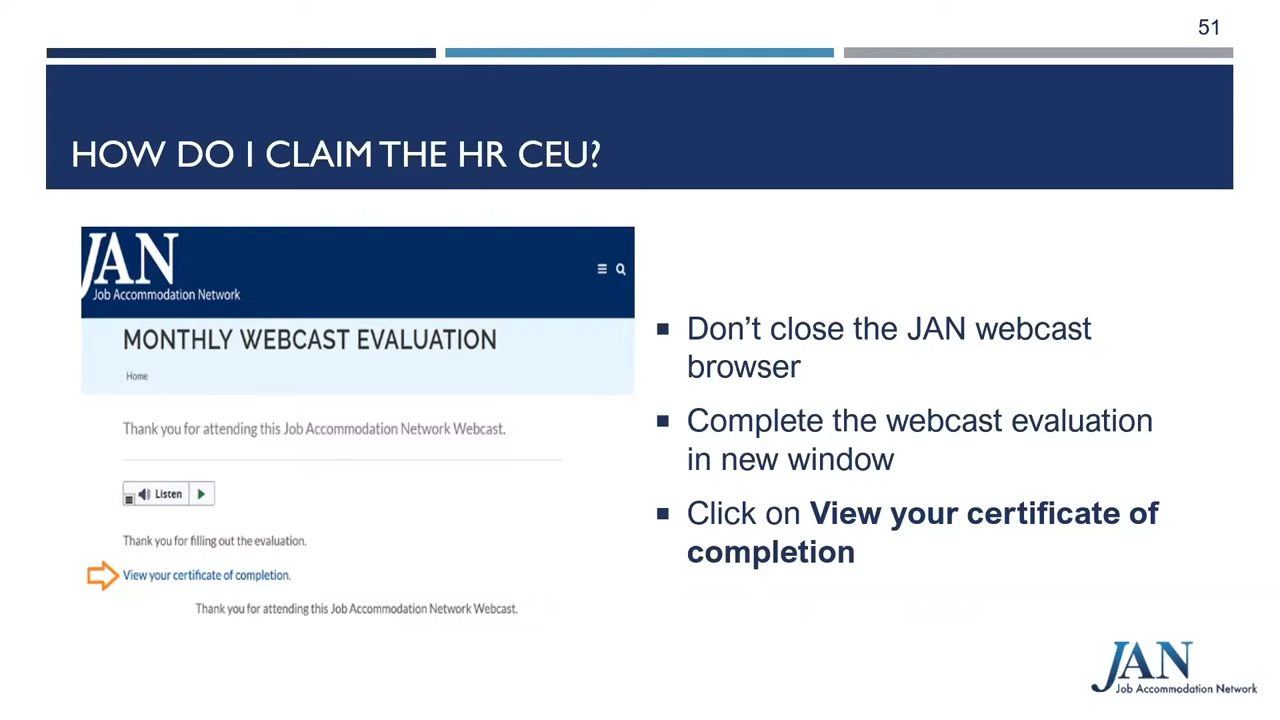 51
HOW DO I CLAIM THE HR CEU?
JAN
Job Accommodation Network
MONTHLY WEBCAST EVALUATION
Home
Thank you for attending this Job Accommodation Network Webcast.
Listen
Thank you for filling out the evaluation.
View your certificate of completion.
Thank you for attending this Job Accommodation Network Webcast.
Don’t close the JAN webcast
browser
Complete the webcast evaluation
in new window
Click on View your certificate of
completion
JAN
Job Accommodation Network